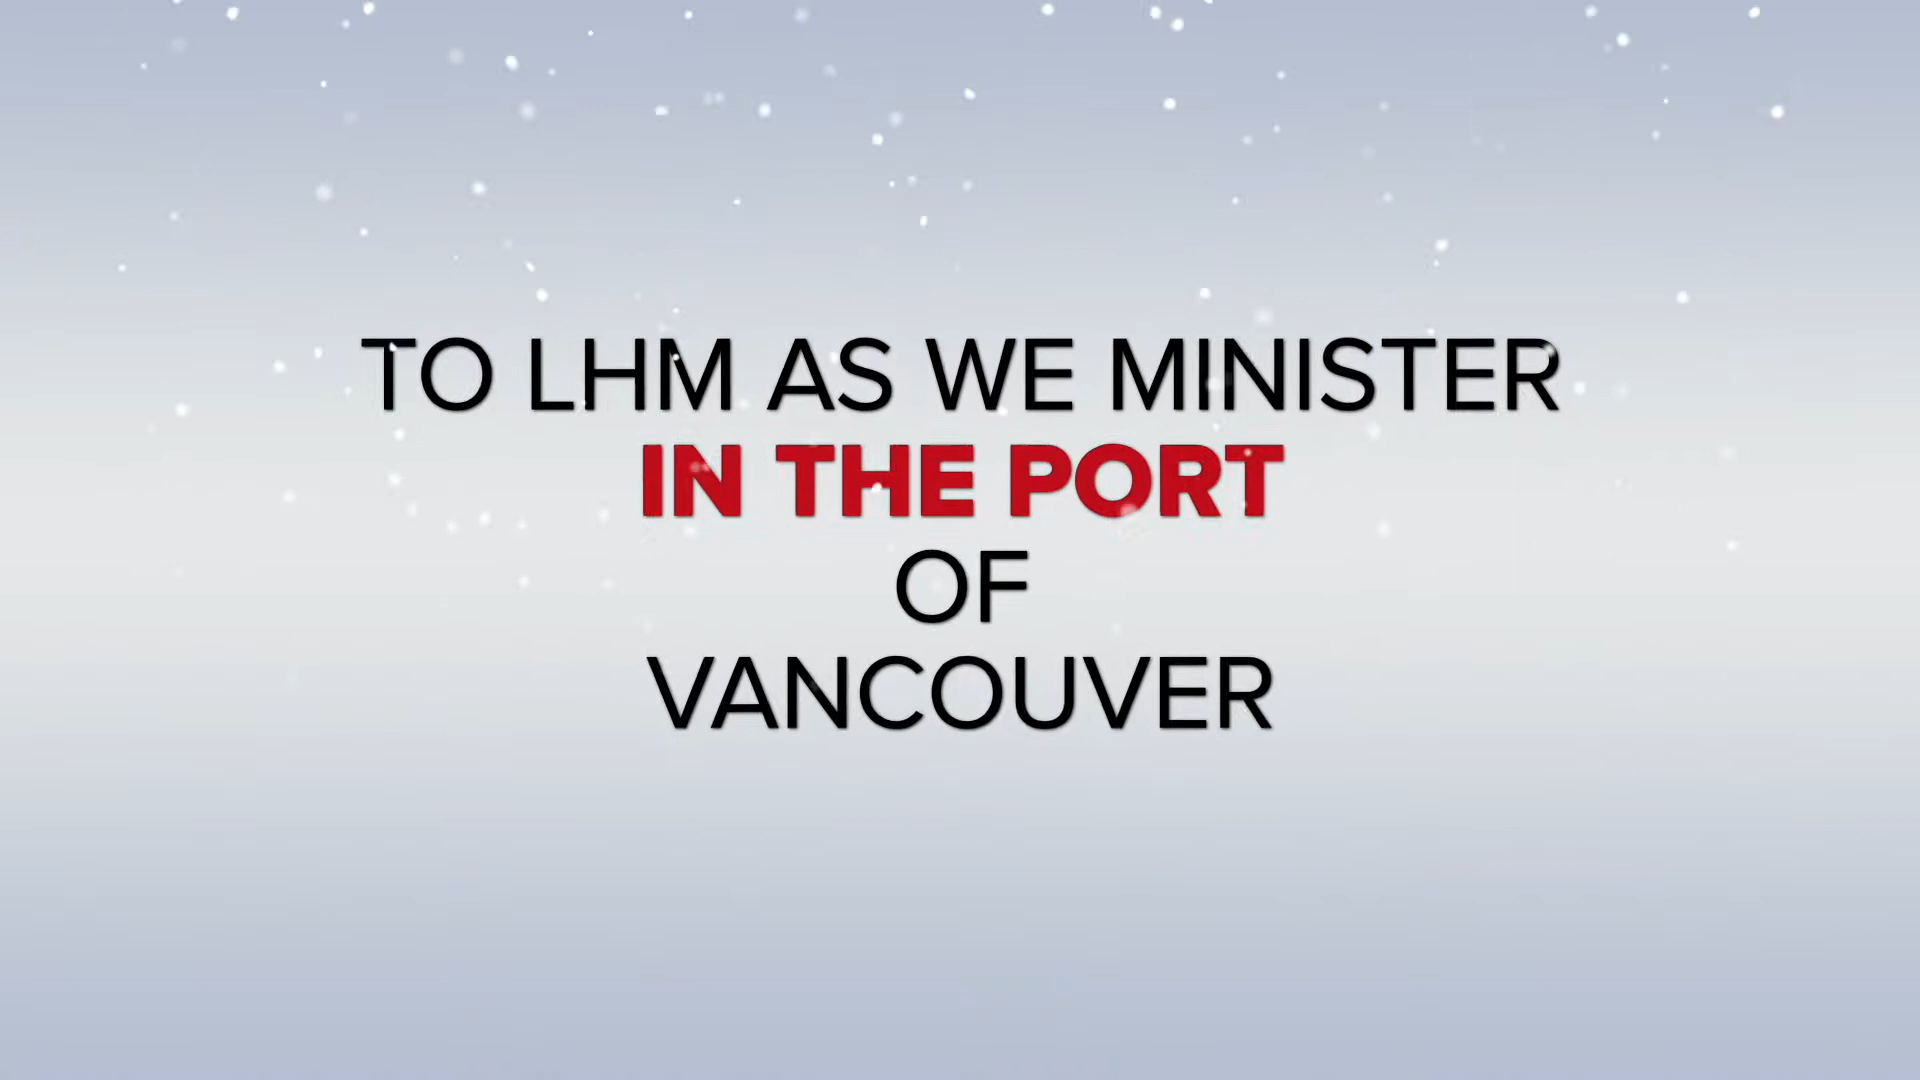 TO LHM AS WE MINISTER
IN THE PORT
OF
VANCOUVER